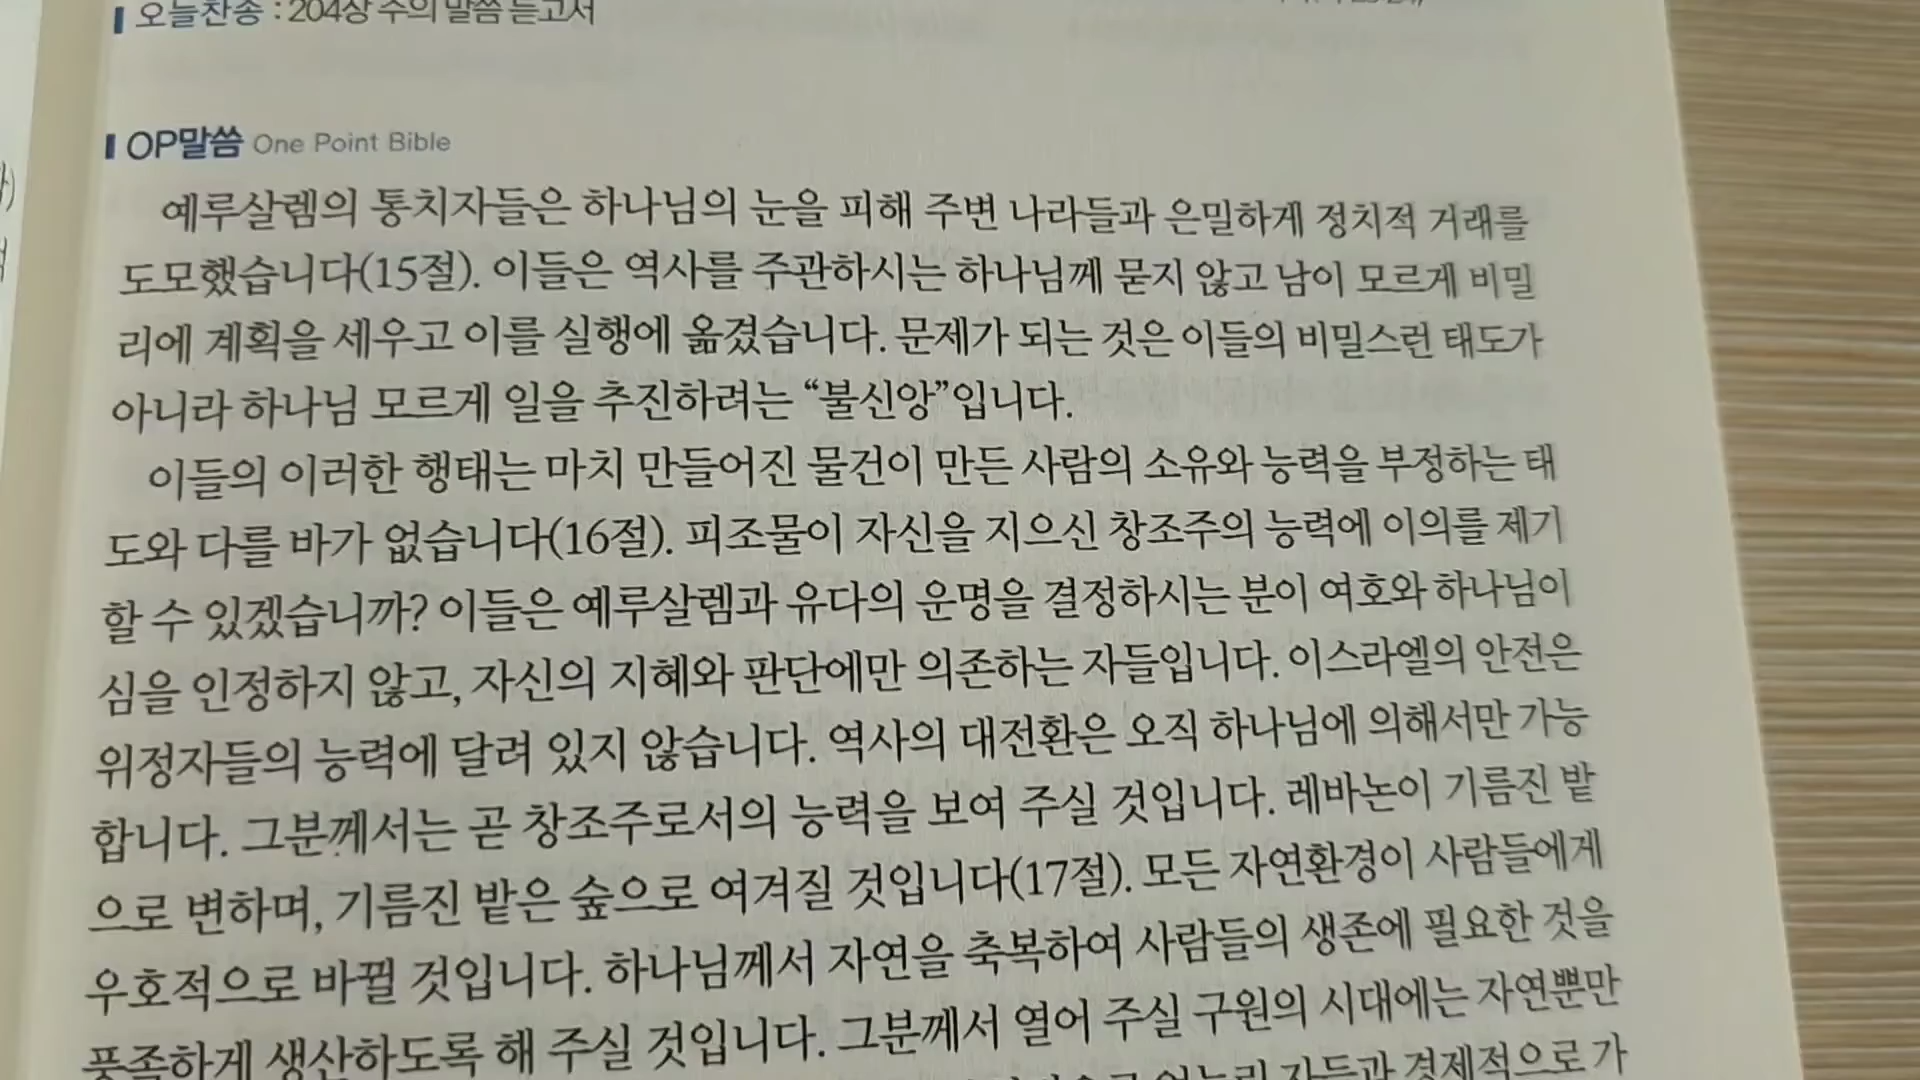 오늘찬송 : 204상 주의 말씀 듣고서
OP말씀 One Point Bible
예루살렘의 통치자들은 하나님의 눈을 피해 주변 나라들과 은밀하게 정치적 거래를
도모했습니다(15절). 이들은 역사를 주관하시는 하나님께 묻지 않고 남이 모르게 비밀
리에 계획을 세우고 이를 실행에 옮겼습니다. 문제가 되는 것은 이들의 비밀스런 태도가
아니라 하나님 모르게 일을 추진하려는 “불신앙”입니다.
이들의 이러한 행태는 마치 만들어진 물건이 만든 사람의 소유와 능력을 부정하는 태
도와 다를 바가 없습니다(16절). 피조물이 자신을 지으신 창조주의 능력에 이의를 제기
할 수 있겠습니까? 이들은 예루살렘과 유다의 운명을 결정하시는 분이 여호와 하나님이
심을 인정하지 않고, 자신의 지혜와 판단에만 의존하는 자들입니다. 이스라엘의 안전은
위정자들의 능력에 달려 있지 않습니다. 역사의 대전환은 오직 하나님에 의해서만 가능
합니다. 그분께서는 곧 창조주로서의 능력을 보여 주실 것입니다. 레바논이 기름진 밭
으로 변하며, 기름진 밭은 숲으로 여겨질 것입니다(17절). 모든 자연환경이 사람들에게
우호적으로 바뀔 것입니다. 하나님께서 자연을 축복하여 사람들의 생존에 필요한 것을
풍족하게 생산하도록 해 주실 것입니다. 그분께서 열어 주실 구원의 시대에는 자연뿐만
자들과 경제적으로 가